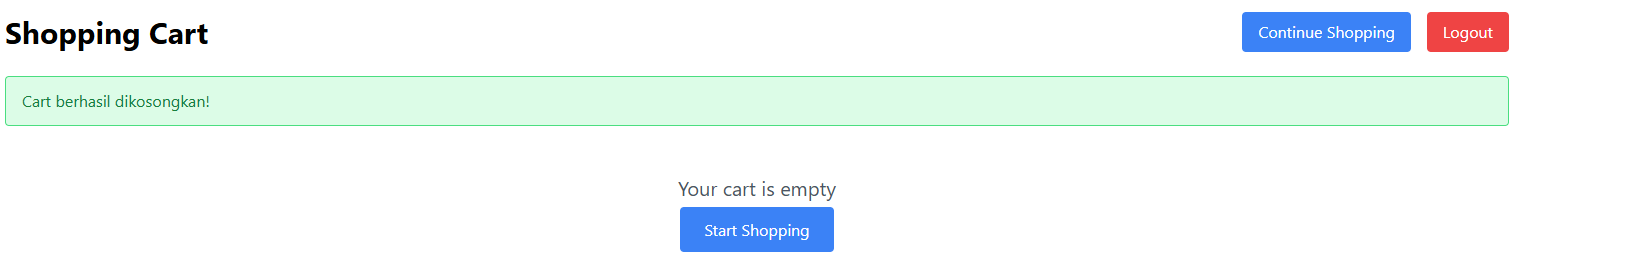 Shopping Cart
Continue Shopping
Logout
Cart berhasil dikosongkan!
Your cart is empty
Start Shopping